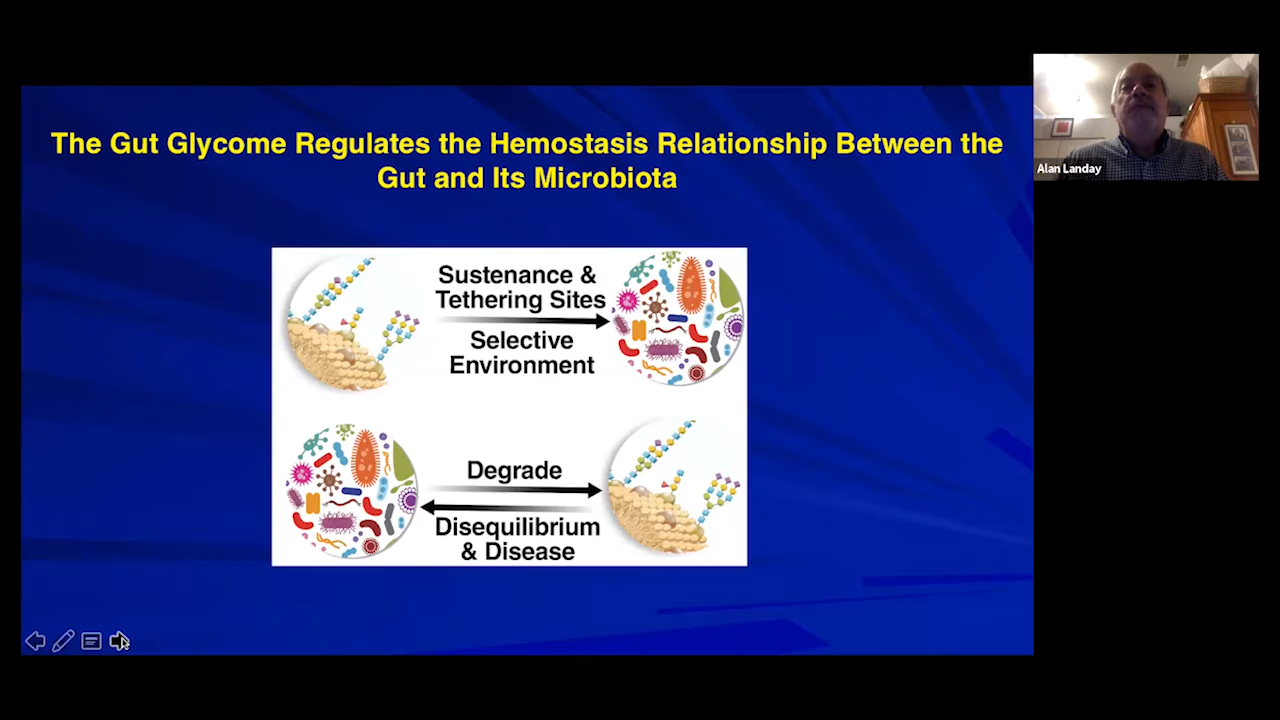 The Gut Glycome Regulates the Hemostasis Relationship Between the
Gut and Its Microbiota
Sustenance &
Tethering Sites
Selective
Environment
Degrade
Disequilibrium
& Disease
Alan Landay